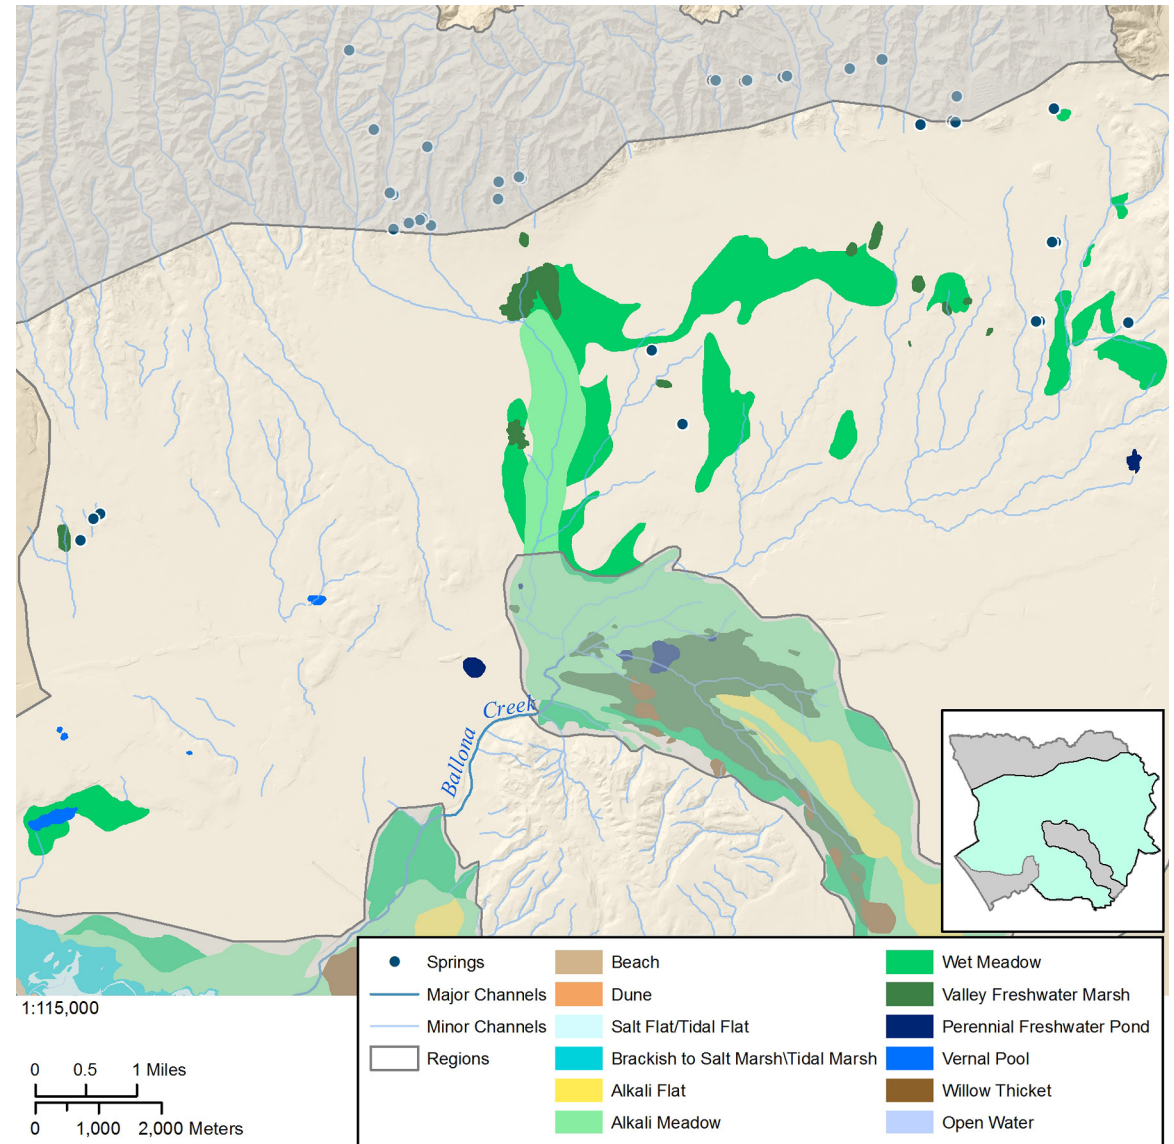 Creek
Ballona
1:115,000
0 0.5 1 Miles
0 1,000 2,000 Meters
Springs
Major Channels
Minor Channels
Regions
Beach
Dune
Salt Flat/Tidal Flat
Brackish to Salt Marsh\Tidal Marsh
Alkali Flat
Alkali Meadow
Wet Meadow
Valley Freshwater Marsh
Perennial Freshwater Pond
Vernal Pool
Willow Thicket
Open Water